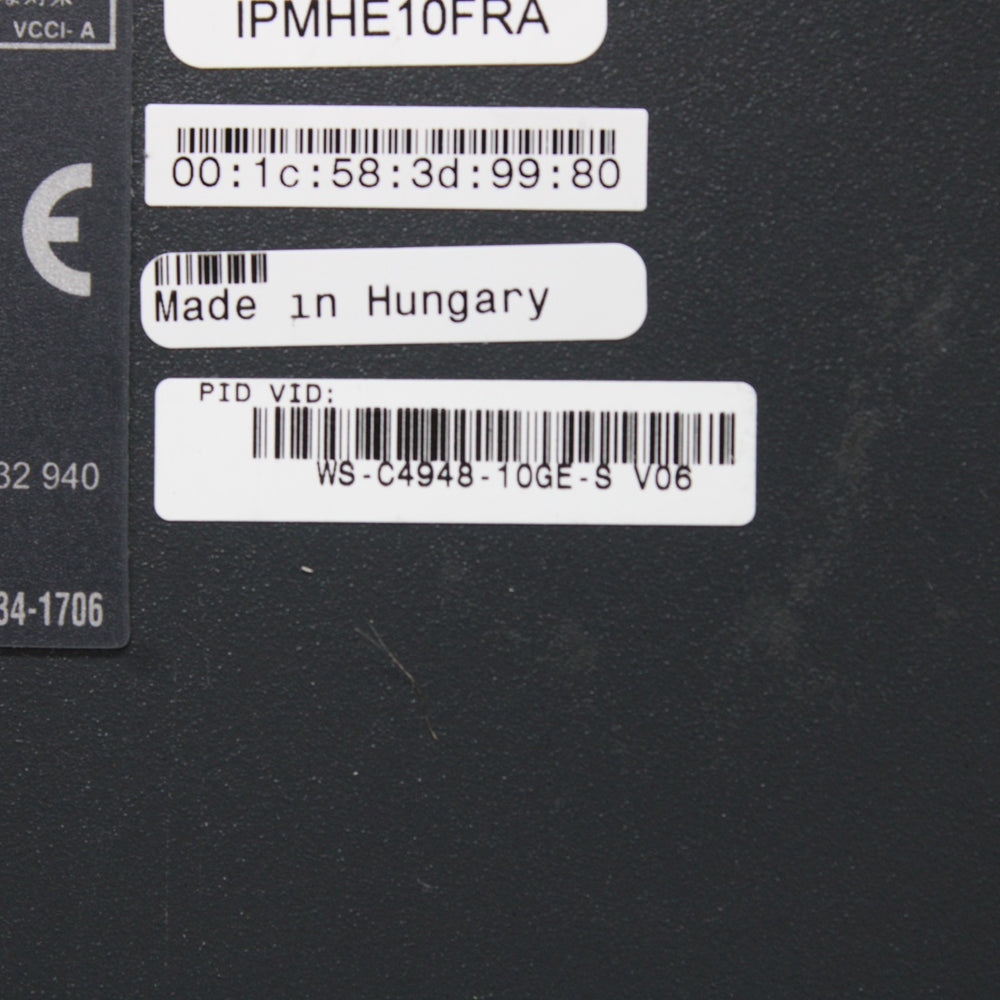 VCCI- A
IPMHE10FRA
00:1c:58:3d:99:80
CE
Made in Hungary
PID VID:
WS-C4948-10GE-S V06
32 940
34-1706